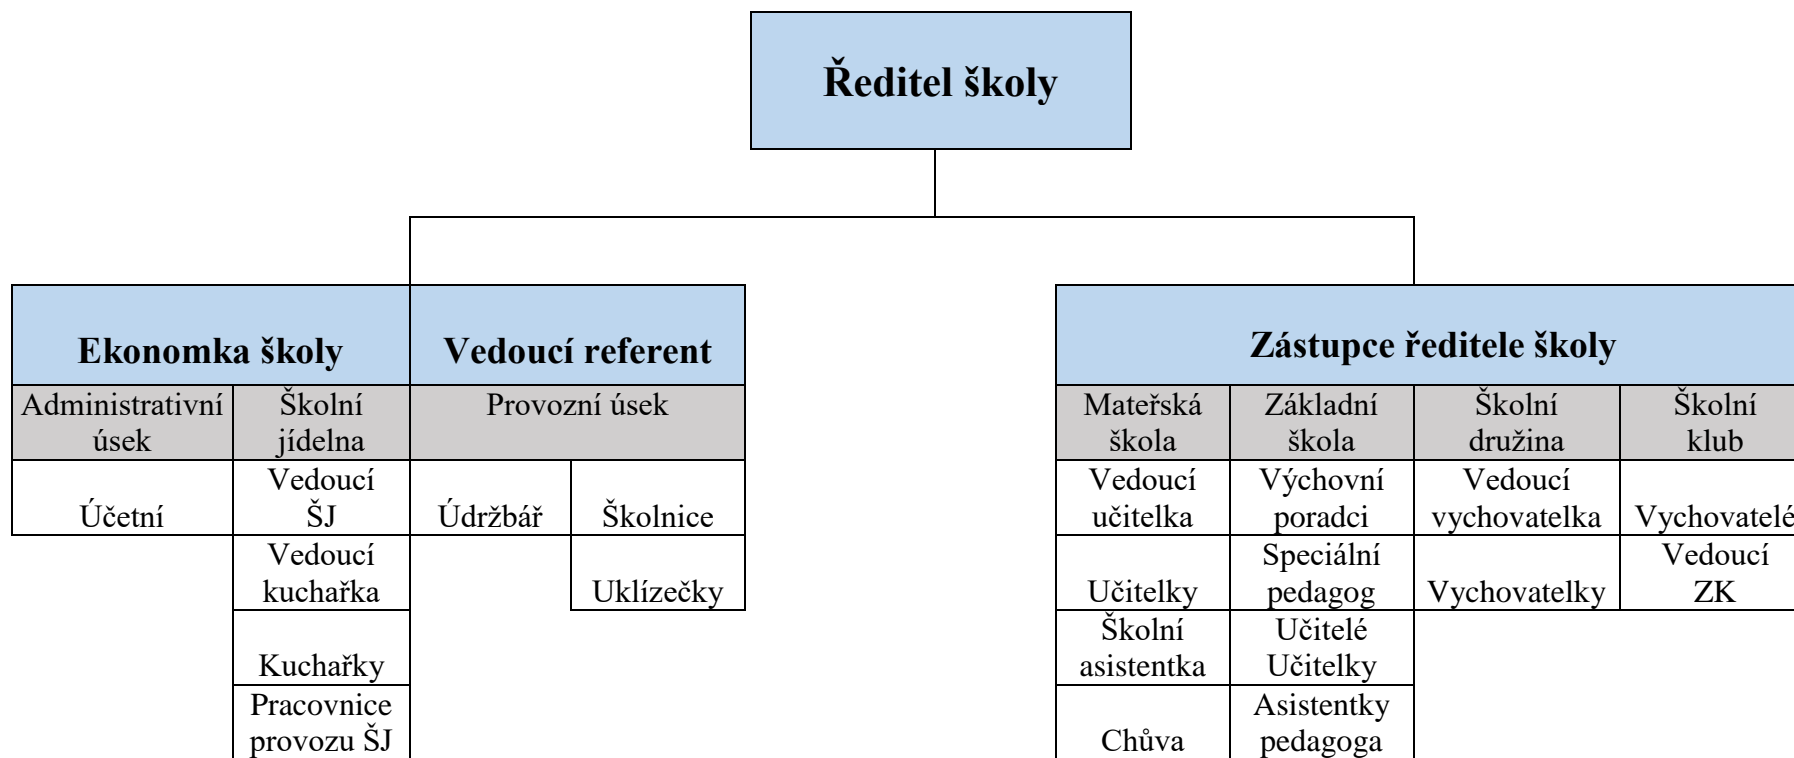 Ředitel školy
Ekonomka školy Vedoucí referent Zástupce ředitele školy
Administrativní Školní Provozní úsek Mateřská Základní Školní Školní
úsek jídelna škola škola družina klub
Vedoucí Vedoucí Výchovní Vedoucí
Účetní ŠJ Údržbář Školnice učitelka poradci vychovatelka Vychovatelé
Vedoucí Speciální Vedoucí
kuchařka Uklízečky Učitelky pedagog Vychovatelky ZK
Školní Učitelé
Kuchařky asistentka Učitelky
Pracovnice Asistentky
provozu ŠJ Chůva pedagoga